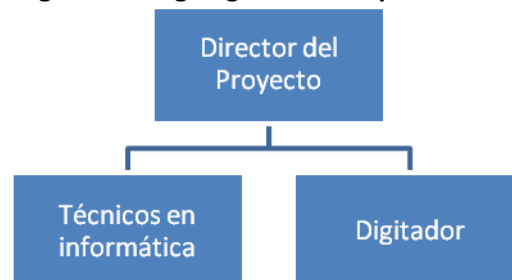 Director del
Proyecto
Técnicos en
informática
Digitador